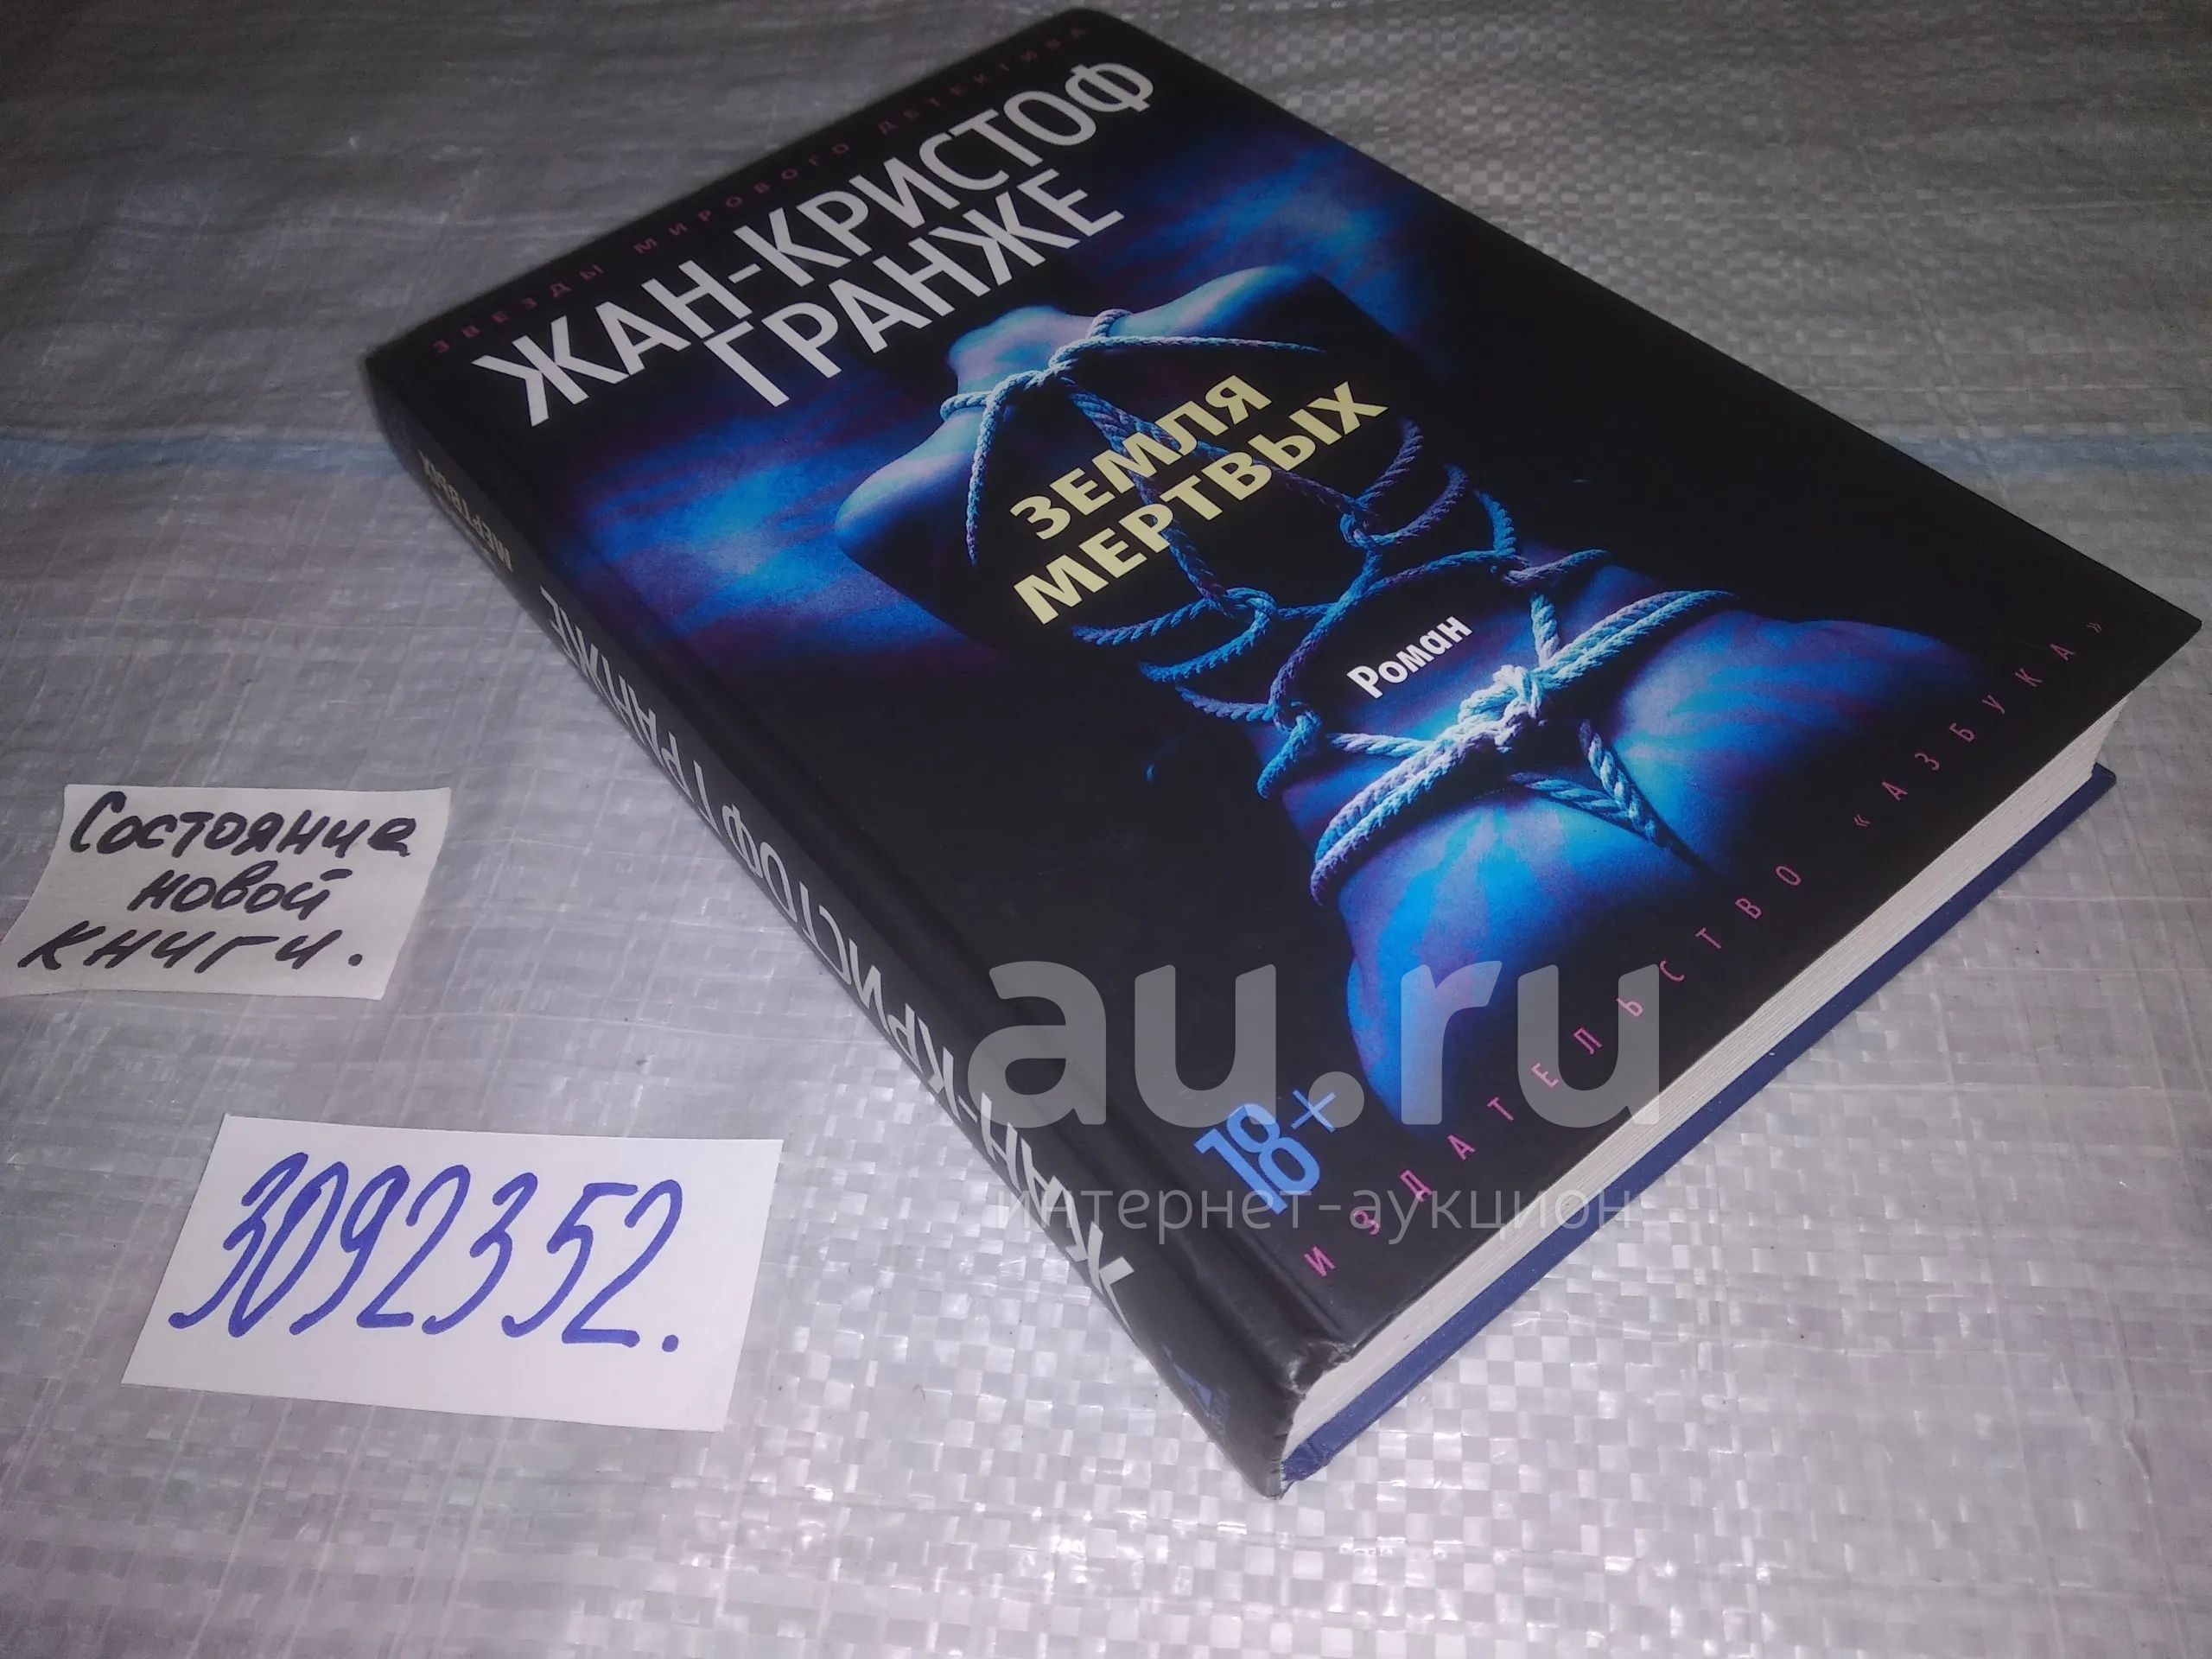 ЗВЕЗДЫ МИРОВОГО ДЕТЕКТИВА
ЖАН-КРИСТОФ
ГРАНЖЕ
ЗЕМЛЯ
МЕРТВЫХ
Роман
18+
ИЗДАТЕЛЬСТВО «АЗБУКА»
ЖАН-КРИСТОФ ГРАНЖЕ
МЕРТВЫХ
Состояние
новой
книги.
3092352.
au.ru
интернет-аукцион